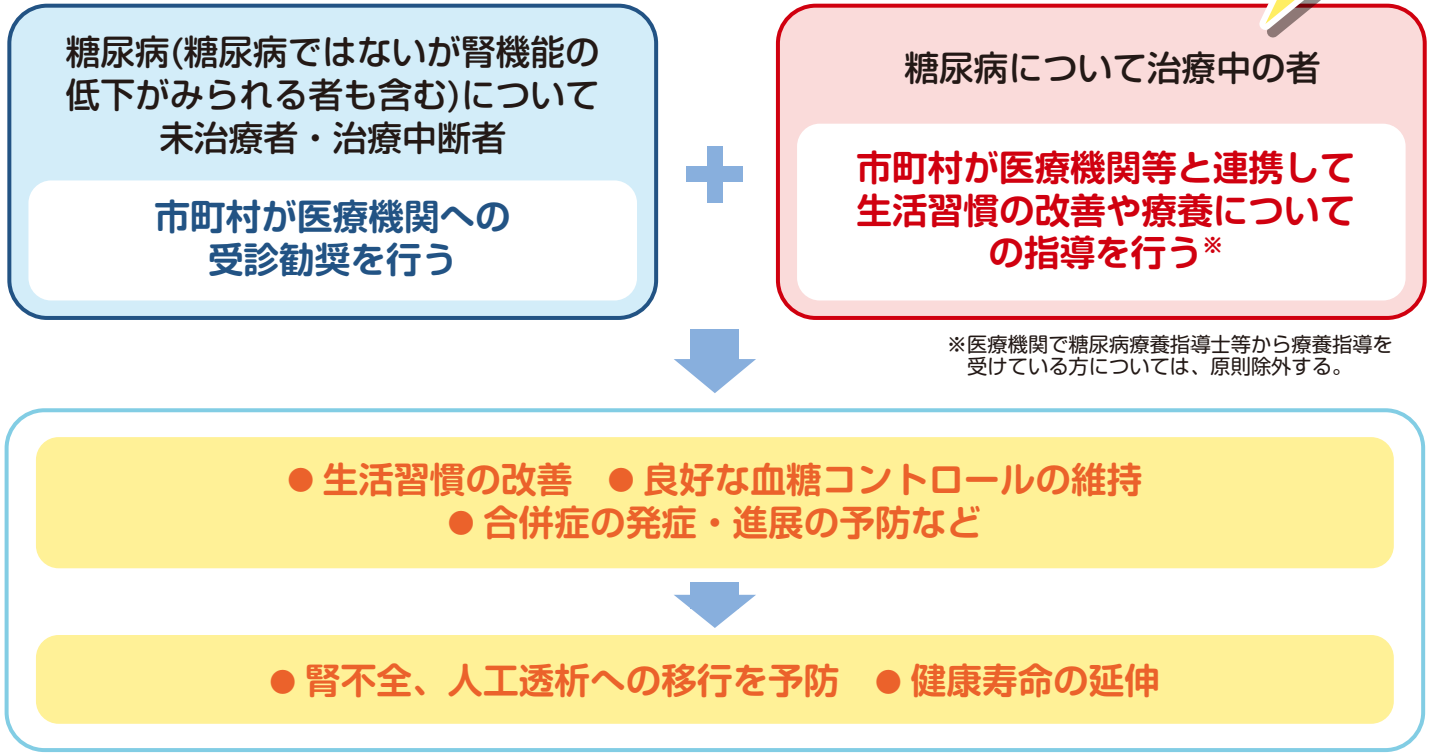 糖尿病(糖尿病ではないが腎機能の
低下がみられる者も含む)について
未治療者・治療中断者
市町村が医療機関への
受診勧奨を行う
糖尿病について治療中の者
市町村が医療機関等と連携して
生活習慣の改善や療養について
の指導を行う※
※医療機関で糖尿病療養指導士等から療養指導を
受けている方については、原則除外する。
● 生活習慣の改善 ● 良好な血糖コントロールの維持
● 合併症の発症・進展の予防など
● 腎不全、人工透析への移行を予防 ● 健康寿命の延伸